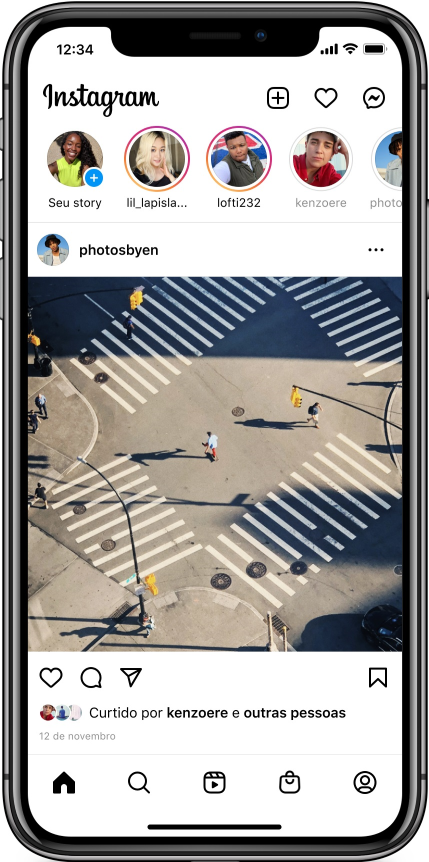 12:34
Instagram
Seu story
lil_lapisla...
lofti232
kenzoere
photo
photosbyen
Curtido por kenzoere e outras pessoas
12 de novembro